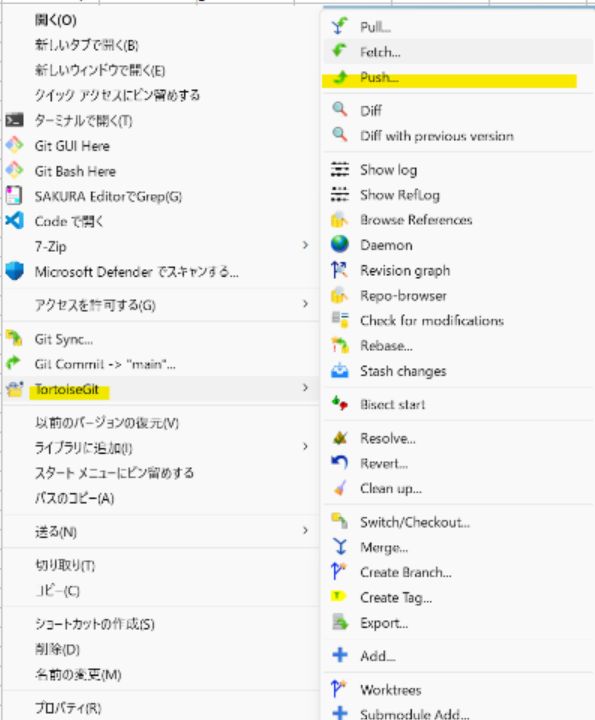 開く(O)
新しいタブで開く(B)
新しいウィンドウで開く(E)
クイック アクセスにピン留めする
ターミナルで開く(T)
Git GUI Here
Git Bash Here
SAKURA EditorでGrep(G)
Code で開く
7-Zip
Microsoft Defender でスキャンする...
アクセスを許可する(G)
Git Sync...
Git Commit -> "main"...
TortoiseGit
以前のバージョンの復元(V)
ライブラリに追加(I)
スタート メニューにピン留めする
パスのコピー(A)
送る(N)
切り取り(T)
コピー(C)
ショートカットの作成(S)
削除(D)
名前の変更(M)
プロパティ(R)
Pull...
Fetch...
Push...
Diff
Diff with previous version
Show log
Show RefLog
Browse References
Daemon
Revision graph
Repo-browser
Check for modifications
Rebase...
Stash changes
Bisect start
Resolve...
Revert...
Clean up...
Switch/Checkout...
Merge...
Create Branch...
Create Tag...
Export...
Add...
Worktrees
Submodule Add...